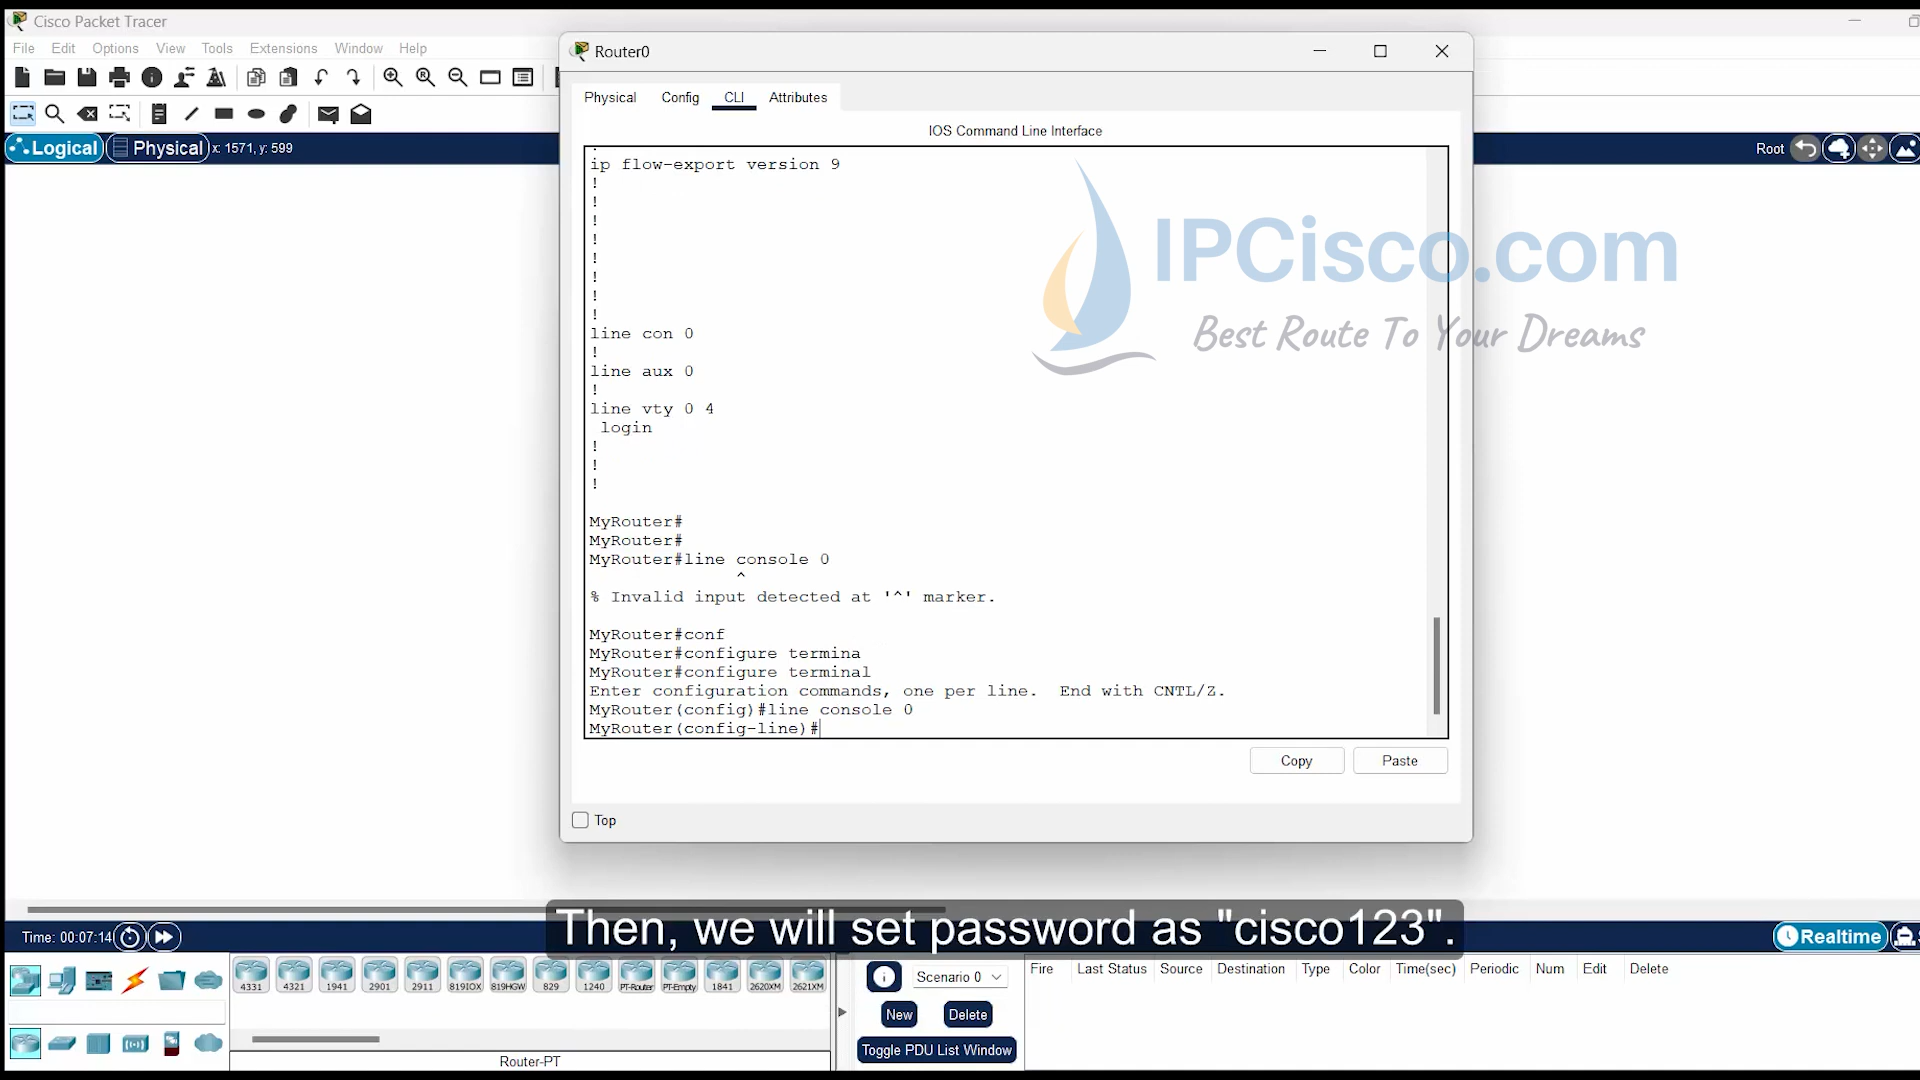 Cisco Packet Tracer
File Edit Options View Tools Extensions Window Help
Router0
Physical Config CLI Attributes
IOS Command Line Interface
Logical Physical x: 1571, y: 599
Root
ip flow-export version 9
!
!
!
!
!
!
!
!
line con 0
!
line aux 0
!
line vty 0 4
login
!
!
!
MyRouter#
MyRouter#
MyRouter#line console 0
^
% Invalid input detected at '^' marker.
MyRouter#conf
MyRouter#configure termina
MyRouter#configure terminal
Enter configuration commands, one per line. End with CNTL/Z.
MyRouter(config)#line console 0
MyRouter(config-line)#
IPCisco.com
Best Route To Your Dreams
Copy Paste
Top
Then, we will set password as "cisco123".
Time: 00:07:14
Realtime
4331 4321 1941 2901 2911 819IOX 819HGW 829 1240 PT-Router PT-Empty 1841 2620XM 2621XM
Router-PT
Scenario 0
New Delete
Toggle PDU List Window
Fire Last Status Source Destination Type Color Time(sec) Periodic Num Edit Delete